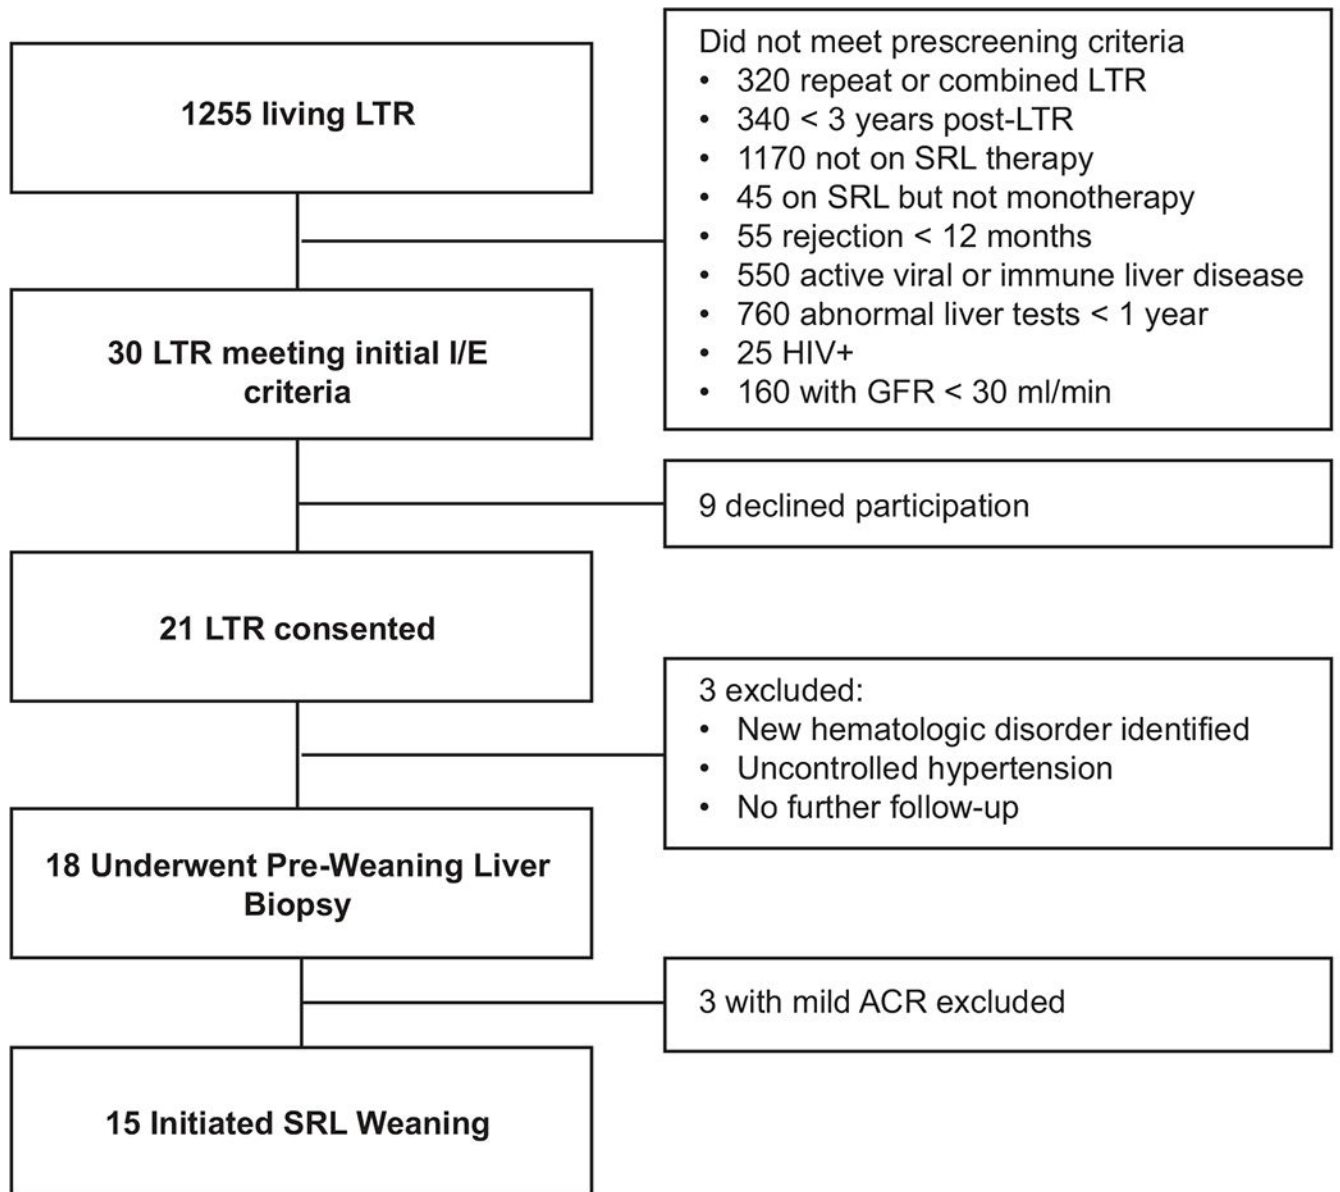 1255 living LTR
Did not meet prescreening criteria
• 320 repeat or combined LTR
• 340 < 3 years post-LTR
• 1170 not on SRL therapy
• 45 on SRL but not monotherapy
• 55 rejection < 12 months
• 550 active viral or immune liver disease
• 760 abnormal liver tests < 1 year
• 25 HIV+
• 160 with GFR < 30 ml/min
30 LTR meeting initial I/E
criteria
9 declined participation
21 LTR consented
3 excluded:
• New hematologic disorder identified
• Uncontrolled hypertension
• No further follow-up
18 Underwent Pre-Weaning Liver
Biopsy
3 with mild ACR excluded
15 Initiated SRL Weaning